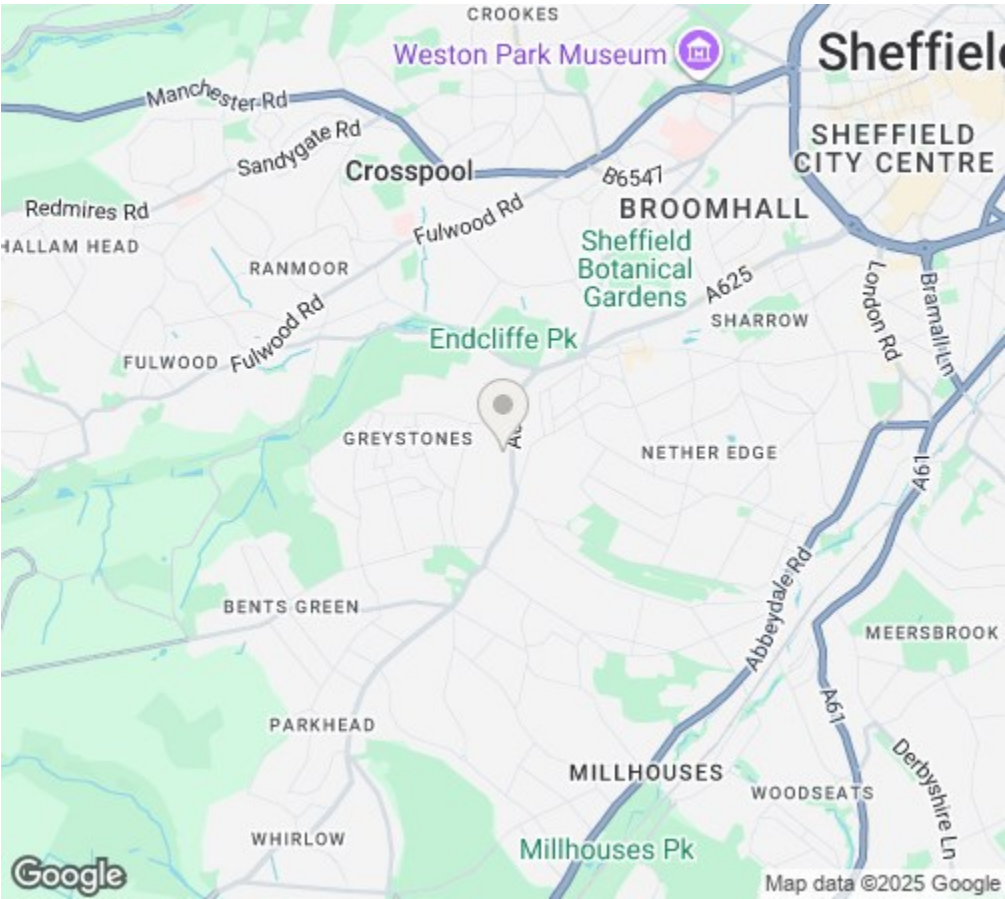 CROOKES
Weston Park Museum
Sheffiel
Manchester Rd
SHEFFIELD
CITY CENTRE
Sandygate Rd
Crosspool
B6547
Redmires Rd
BROOMHALL
Fulwood Rd
HALLAM HEAD
Sheffield
Botanical
Gardens
RANMOOR
A625
London Rd
Bramall Ln
SHARROW
Endcliffe Pk
Fulwood Rd
FULWOOD
GREYSTONES
NETHER EDGE
A61
BENTS GREEN
Abbeydale Rd
MEERSBROOK
A61
PARKHEAD
MILLHOUSES
WOODSEATS
Derbyshire Ln
WHIRLOW
Millhouses Pk
Google
Map data ©2025 Google